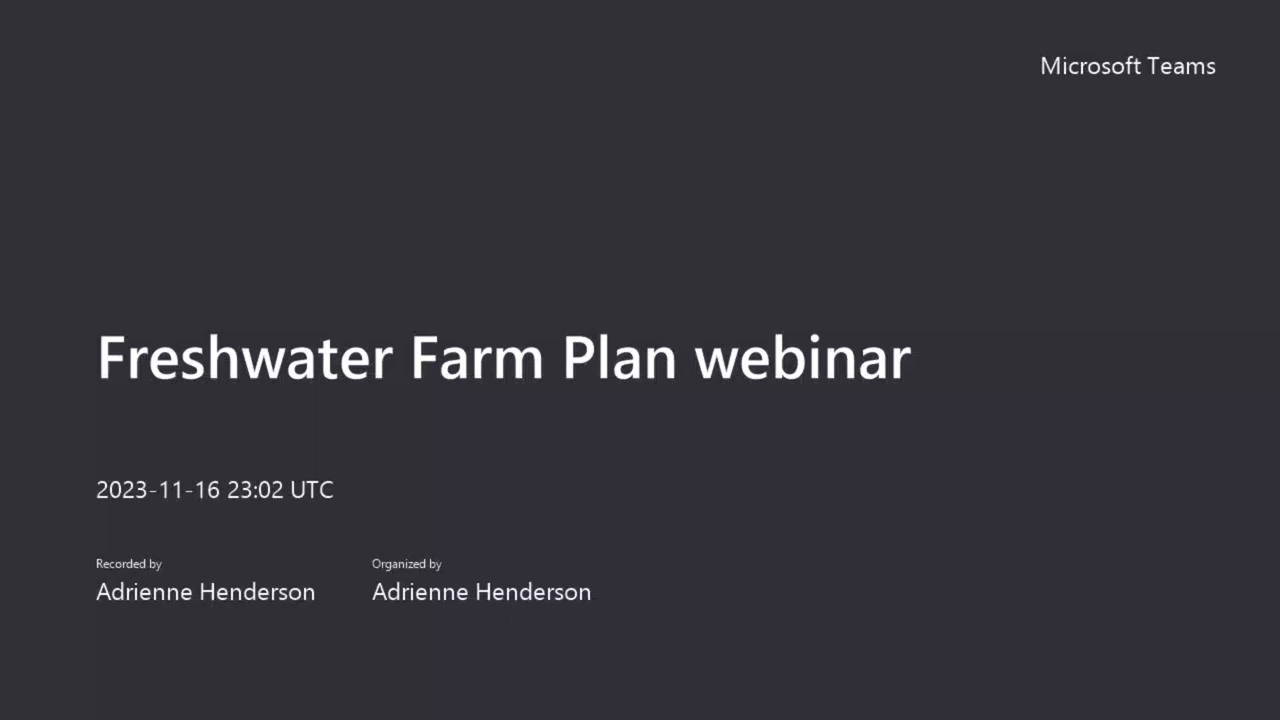 Microsoft Teams
Freshwater Farm Plan webinar
2023-11-16 23:02 UTC
Recorded by
Adrienne Henderson
Organized by
Adrienne Henderson